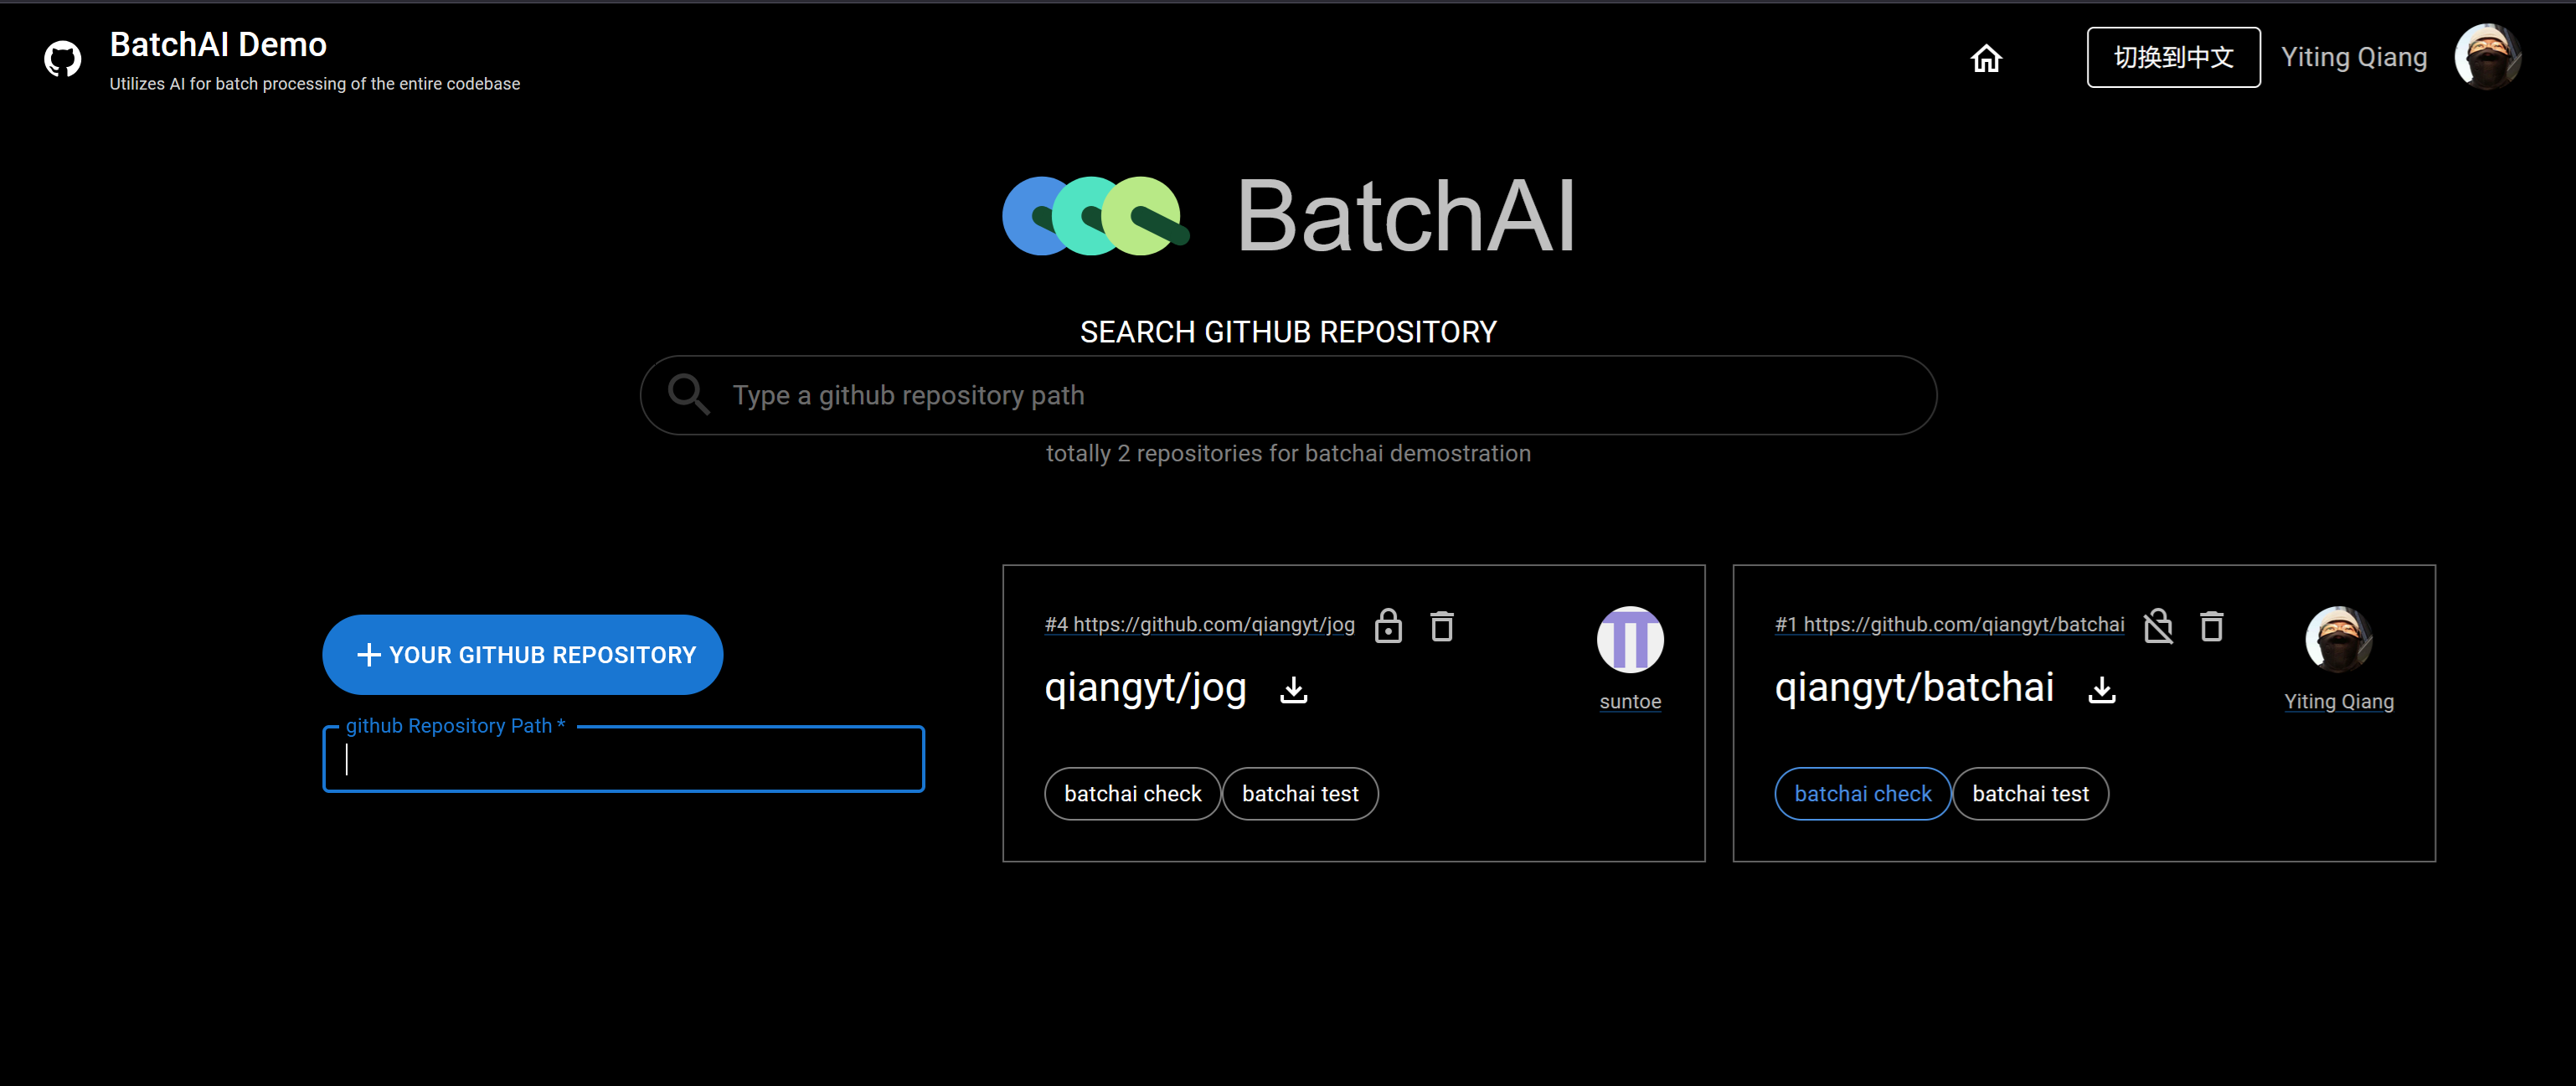 BatchAI Demo
Utilizes AI for batch processing of the entire codebase
切换到中文
Yiting Qiang
BatchAI
SEARCH GITHUB REPOSITORY
Type a github repository path
totally 2 repositories for batchai demostration
YOUR GITHUB REPOSITORY
github Repository Path *
#4 https://github.com/qiangyt/jog
qiangyt/jog
suntoe
batchai check
batchai test
#1 https://github.com/qiangyt/batchai
qiangyt/batchai
Yiting Qiang
batchai check
batchai test